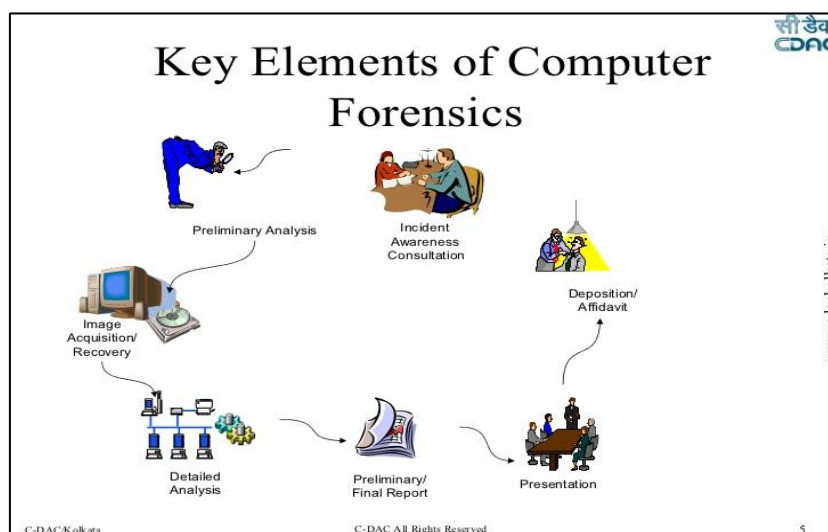 Key Elements of Computer
Forensics
सी डैक
CDAC
Preliminary Analysis
Incident
Awareness
Consultation
Deposition/
Affidavit
Image
Acquisition/
Recovery
Detailed
Analysis
Preliminary/
Final Report
Presentation
C-DAC/Kolkata
C-DAC All Rights Reserved
5